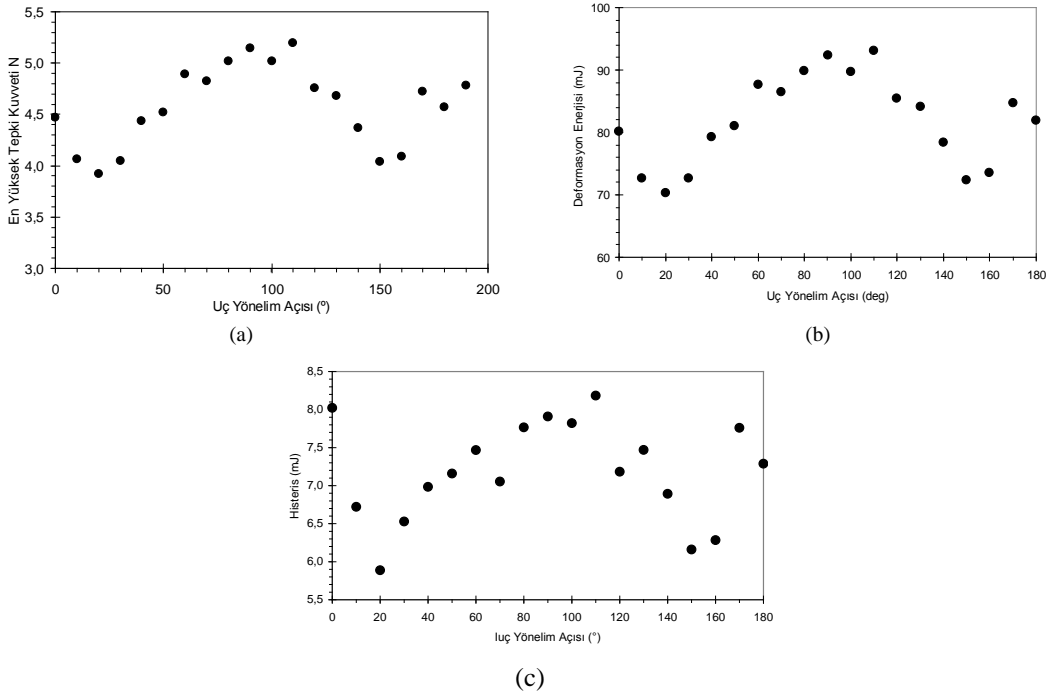 5,5
5,0
4,5
4,0
3,5
3,0
En Yüksek Tepki Kuvveti N
0 50 100 150 200
Uç Yönelim Açısı (º)
(a)
100
90
80
70
60
Deformasyon Enerjisi (mJ)
0 20 40 60 80 100 120 140 160 180
Uç Yönelim Açısı (deg)
(b)
8,5
8,0
7,5
7,0
6,5
6,0
5,5
Histeris (mJ)
0 20 40 60 80 100 120 140 160 180
Iuç Yönelim Açısı (°)
(c)